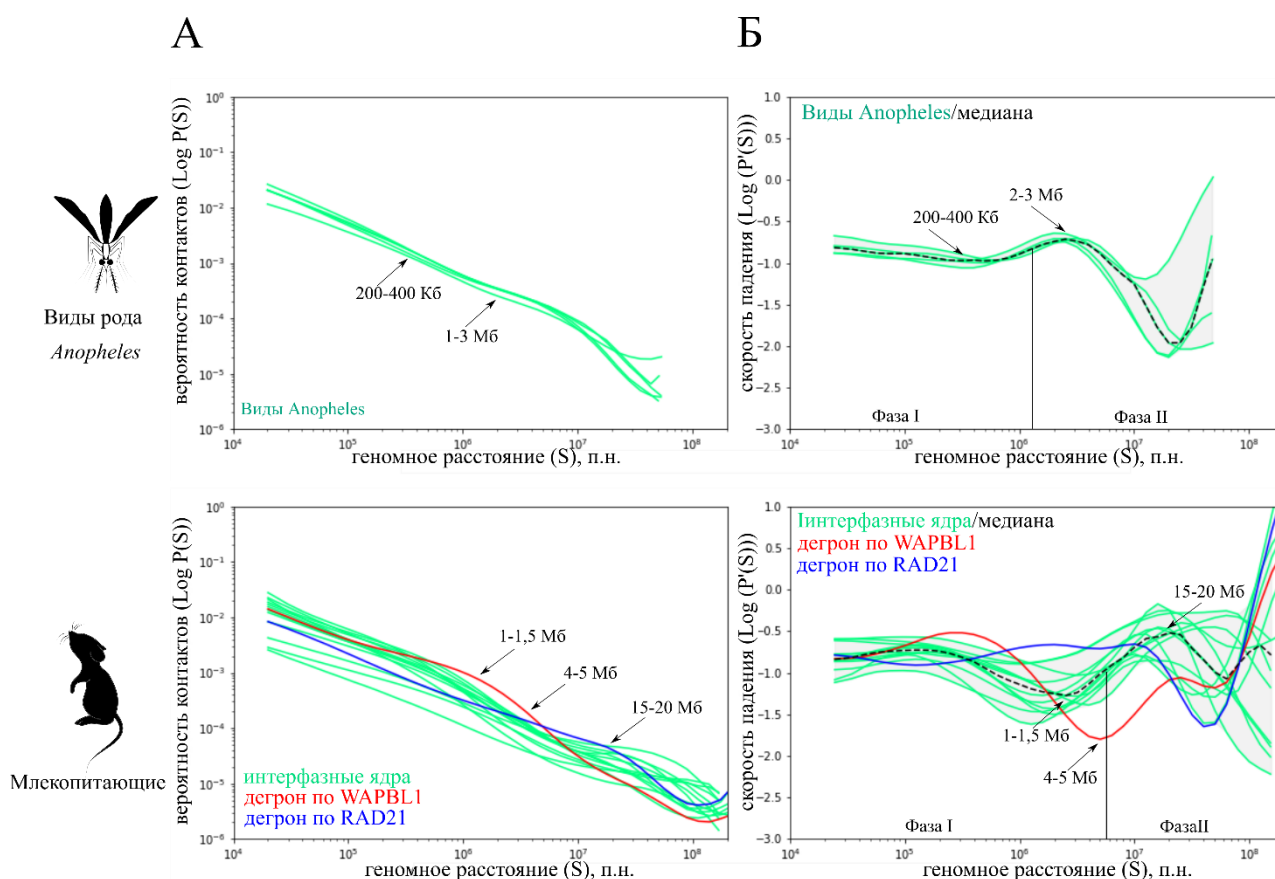 А
Б
вероятность контактов (Log P(S))
10⁰
10⁻¹
10⁻²
10⁻³
10⁻⁴
10⁻⁵
10⁻⁶
200-400 Кб
1-3 Мб
Виды Anopheles
10⁴ 10⁵ 10⁶ 10⁷ 10⁸
геномное расстояние (S), п.н.
Виды рода
Anopheles
скорость падения (Log (P'(S)))
1.0
0.5
0.0
−0.5
−1.0
−1.5
−2.0
−2.5
−3.0
Виды Anopheles/медиана
2-3 Мб
200-400 Кб
Фаза I
Фаза II
10⁴ 10⁵ 10⁶ 10⁷ 10⁸
геномное расстояние (S), п.н.
Млекопитающие
вероятность контактов (Log P(S))
10⁰
10⁻¹
10⁻²
10⁻³
10⁻⁴
10⁻⁵
10⁻⁶
1-1,5 Мб
4-5 Мб
15-20 Мб
интерфазные ядра
дегрон по WAPBL1
дегрон по RAD21
10⁴ 10⁵ 10⁶ 10⁷ 10⁸
геномное расстояние (S), п.н.
скорость падения (Log (P'(S)))
1.0
0.5
0.0
−0.5
−1.0
−1.5
−2.0
−2.5
−3.0
Iинтерфазные ядра/медиана
дегрон по WAPBL1
дегрон по RAD21
15-20 Мб
1-1,5 Мб
4-5 Мб
Фаза I
ФазаII
10⁴ 10⁵ 10⁶ 10⁷ 10⁸
геномное расстояние (S), п.н.